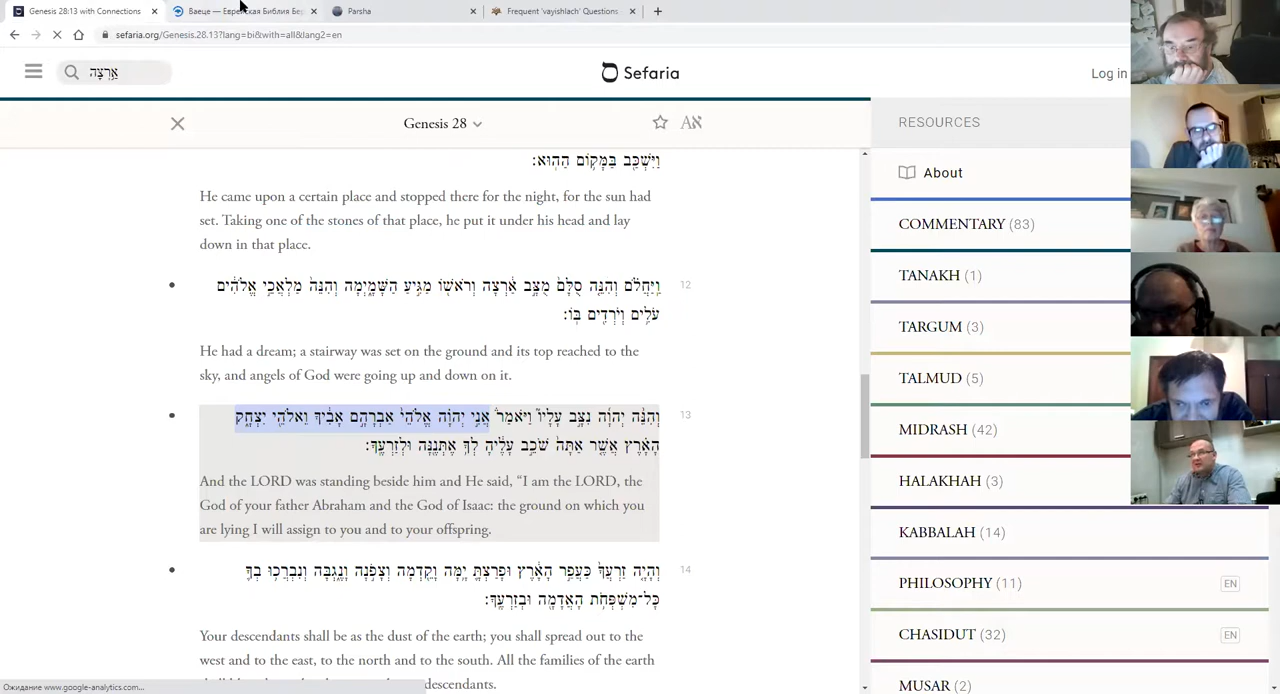 Genesis 28:13 with Connections
Ваеце — Еврейская Библия Бер
Parsha
Frequent 'vayishlach' Questions
sefaria.org/Genesis.28.13?lang=bi&with=all&lang2=en
אַ֔רְצָה
Sefaria
Log in
Genesis 28
RESOURCES
About
COMMENTARY (83)
TANAKH (1)
TARGUM (3)
TALMUD (5)
MIDRASH (42)
HALAKHAH (3)
KABBALAH (14)
PHILOSOPHY (11) EN
CHASIDUT (32) EN
MUSAR (2)
וַיִּשְׁכַּ֖ב בַּמָּק֥וֹם הַהֽוּא׃
He came upon a certain place and stopped there for the night, for the sun had
set. Taking one of the stones of that place, he put it under his head and lay
down in that place.
12
וַֽיַּחֲלֹ֗ם וְהִנֵּ֤ה סֻלָּם֙ מֻצָּ֣ב אַ֔רְצָה וְרֹאשׁ֖וֹ מַגִּ֣יעַ הַשָּׁמָ֑יְמָה וְהִנֵּה֙ מַלְאֲכֵ֣י אֱלֹהִ֔ים
עֹלִ֥ים וְיֹרְדִ֖ים בּֽוֹ׃
He had a dream; a stairway was set on the ground and its top reached to the
sky, and angels of God were going up and down on it.
13
וְהִנֵּ֨ה יְהֹוָ֜ה נִצָּ֣ב עָלָיו֮ וַיֹּאמַר֒ אֲנִ֣י יְהֹוָ֗ה אֱלֹהֵי֙ אַבְרָהָ֣ם אָבִ֔יךָ וֵאלֹהֵ֖י יִצְחָ֑ק
הָאָ֗רֶץ אֲשֶׁ֤ר אַתָּה֙ שֹׁכֵ֣ב עָלֶ֔יהָ לְךָ֥ אֶתְּנֶ֖נָּה וּלְזַרְעֶֽךָ׃
And the LORD was standing beside him and He said, “I am the LORD, the
God of your father Abraham and the God of Isaac: the ground on which you
are lying I will assign to you and to your offspring.
14
וְהָיָ֤ה זַרְעֲךָ֙ כַּעֲפַ֣ר הָאָ֔רֶץ וּפָרַצְתָּ֛ יָ֥מָּה וָקֵ֖דְמָה וְצָפֹ֣נָה וָנֶ֑גְבָּה וְנִבְרְכ֥וּ בְךָ֛
כׇּל־מִשְׁפְּחֹ֥ת הָאֲדָמָ֖ה וּבְזַרְעֶֽךָ׃
Your descendants shall be as the dust of the earth; you shall spread out to the
west and to the east, to the north and to the south. All the families of the earth
descendants.
Ожидание www.google-analytics.com...